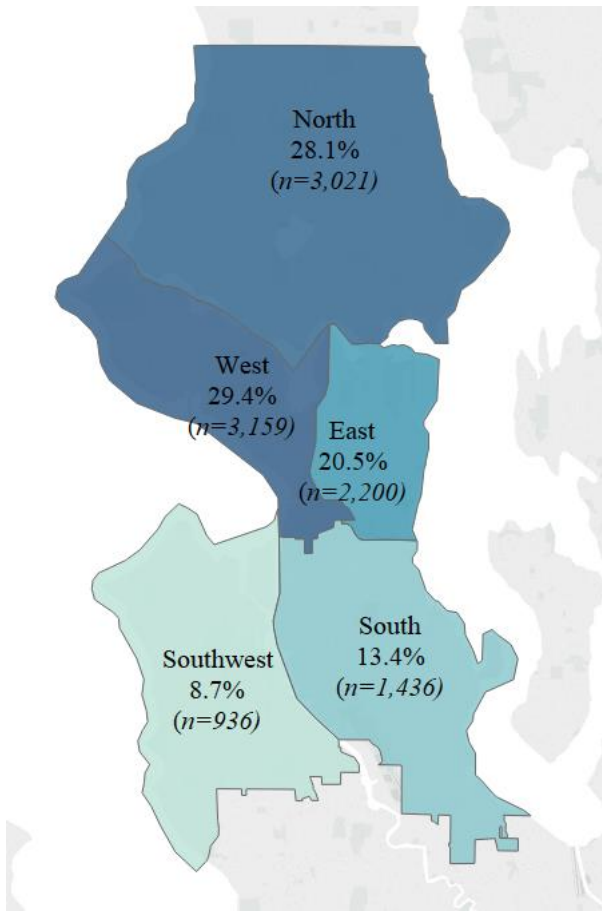 North
28.1%
(n=3,021)
West
29.4%
(n=3,159)
East
20.5%
(n=2,200)
Southwest
8.7%
(n=936)
South
13.4%
(n=1,436)